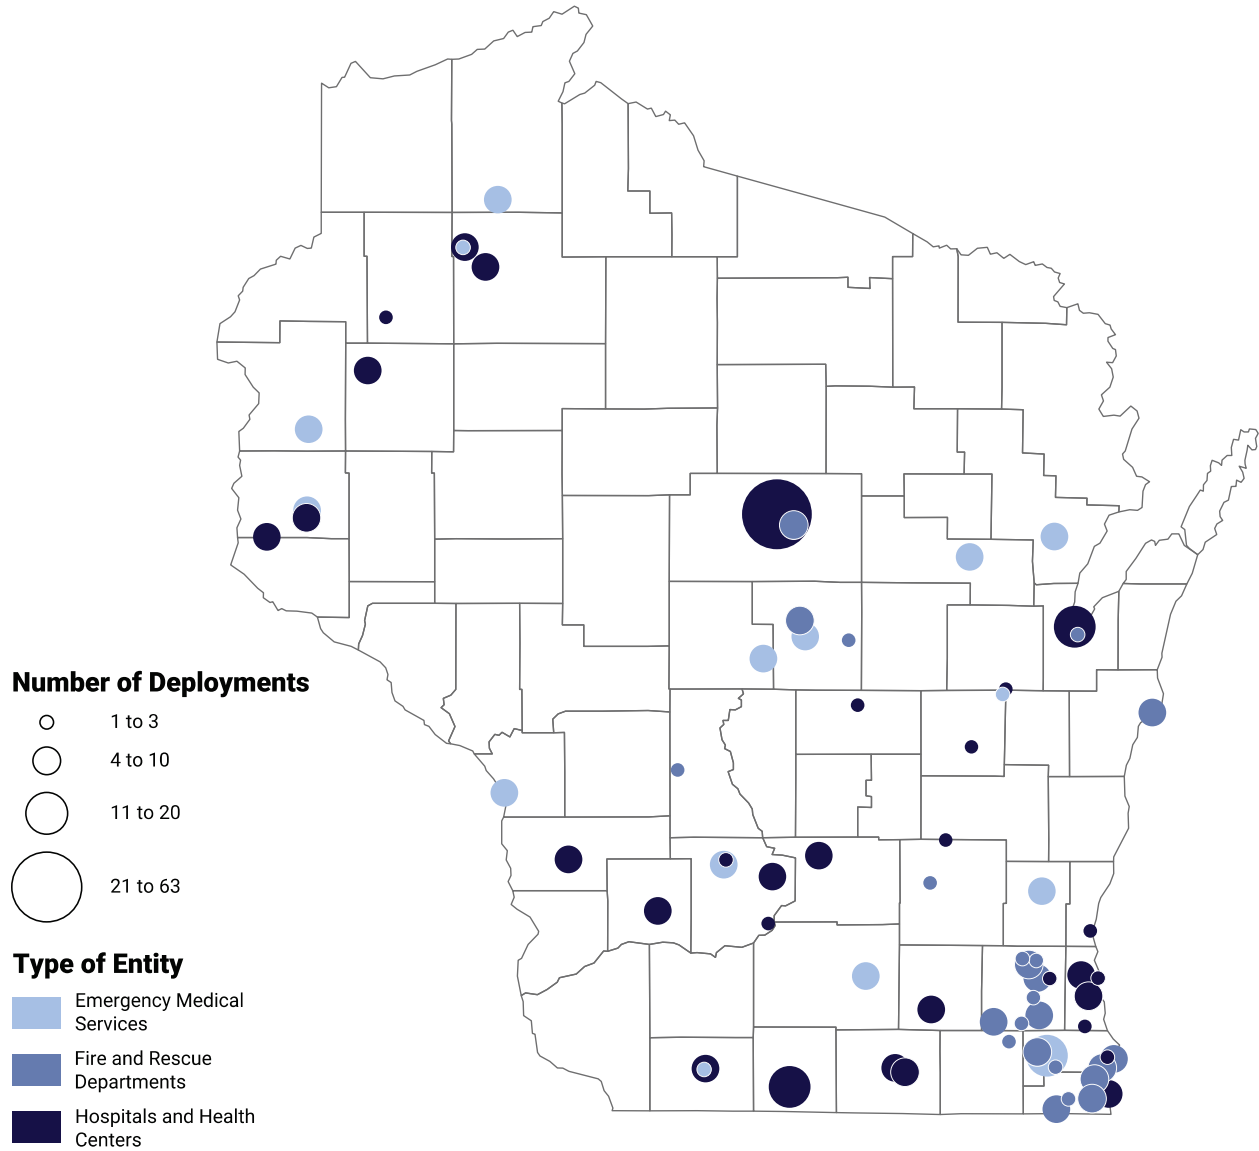 Number of Deployments
1 to 3
4 to 10
11 to 20
21 to 63
Type of Entity
Emergency Medical
Services
Fire and Rescue
Departments
Hospitals and Health
Centers